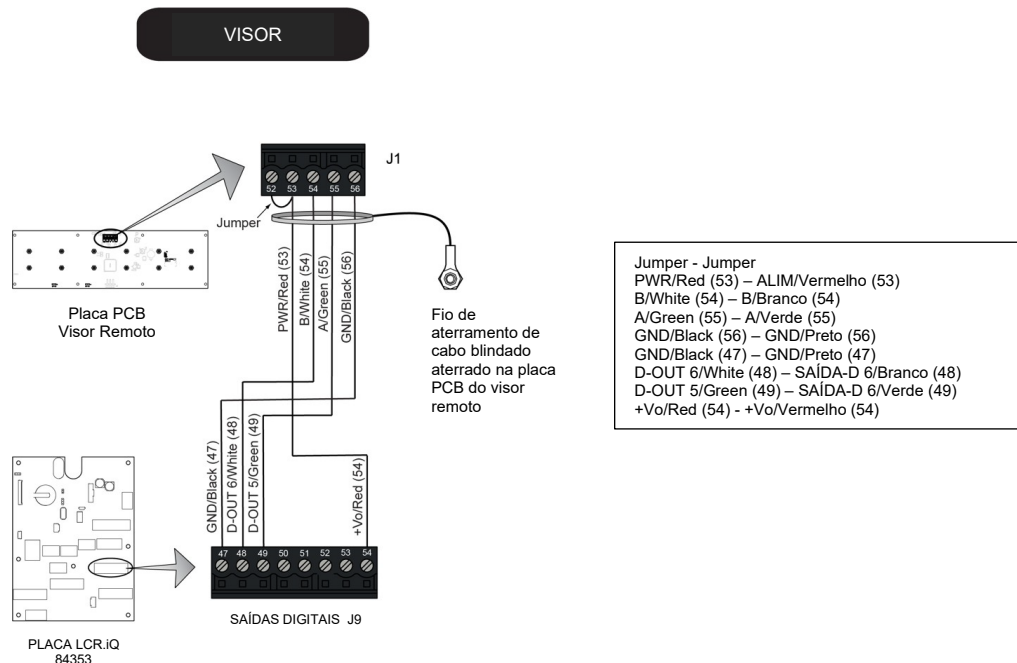 VISOR
J1
52 53 54 55 56
Jumper
PWR/Red (53)
B/White (54)
A/Green (55)
GND/Black (56)
Placa PCB
Visor Remoto
Fio de
aterramento de
cabo blindado
aterrado na placa
PCB do visor
remoto
Jumper - Jumper
PWR/Red (53) – ALIM/Vermelho (53)
B/White (54) – B/Branco (54)
A/Green (55) – A/Verde (55)
GND/Black (56) – GND/Preto (56)
GND/Black (47) – GND/Preto (47)
D-OUT 6/White (48) – SAÍDA-D 6/Branco (48)
D-OUT 5/Green (49) – SAÍDA-D 6/Verde (49)
+Vo/Red (54) - +Vo/Vermelho (54)
GND/Black (47)
D-OUT 6/White (48)
D-OUT 5/Green (49)
+Vo/Red (54)
47 48 49 50 51 52 53 54
SAÍDAS DIGITAIS J9
PLACA LCR.iQ
84353